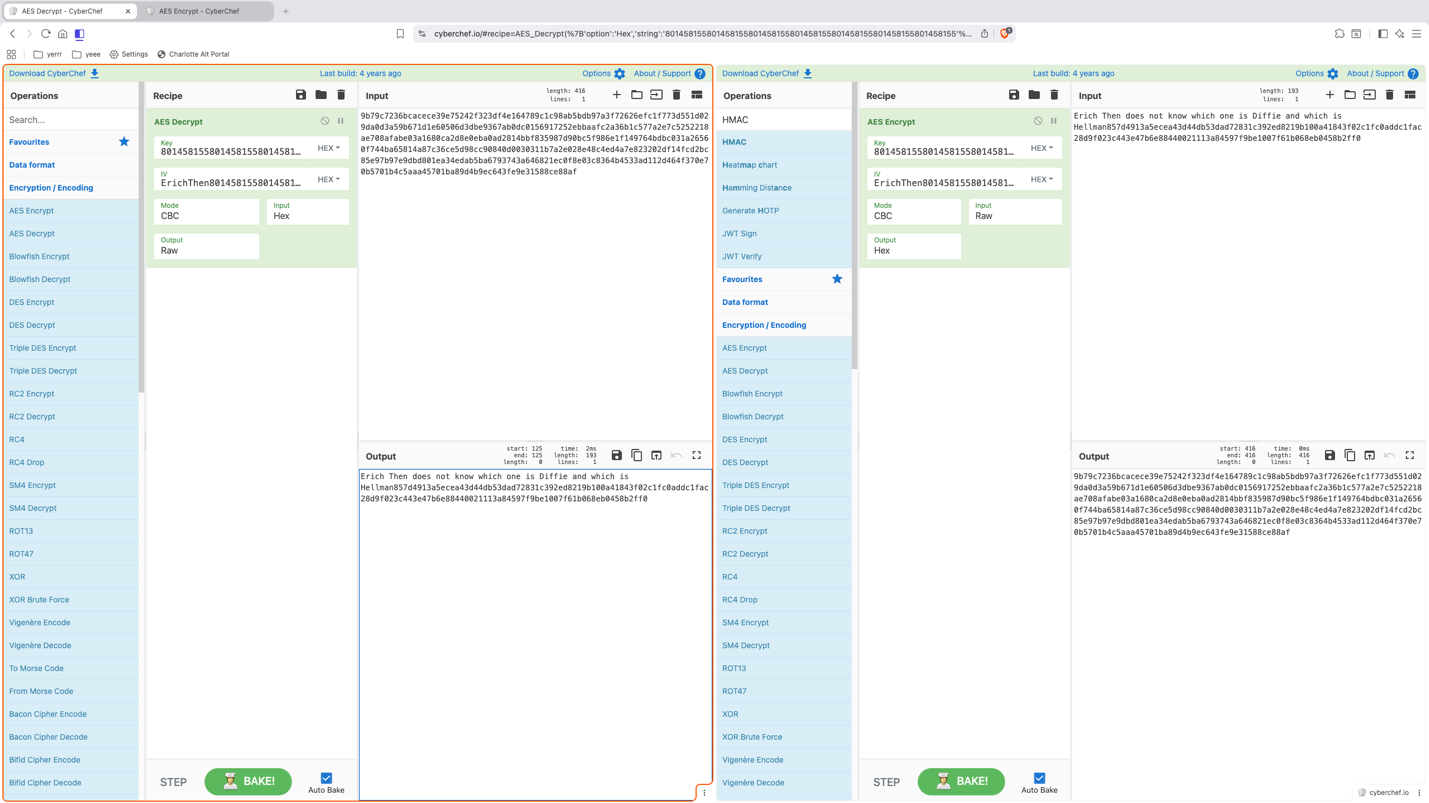 AES Decrypt - CyberChef
AES Encrypt - CyberChef
cyberchef.io/#recipe=AES_Decrypt(%7B'option':'Hex','string':'80145815580145815580145815580145815580145815580145815580145815​5'%...
1
yerrr
yeee
Settings
Charlotte Alt Portal
Download CyberChef
Last build: 4 years ago
Options
About / Support
Operations
Search...
Favourites
Data format
Encryption / Encoding
AES Encrypt
AES Decrypt
Blowfish Encrypt
Blowfish Decrypt
DES Encrypt
DES Decrypt
Triple DES Encrypt
Triple DES Decrypt
RC2 Encrypt
RC2 Decrypt
RC4
RC4 Drop
SM4 Encrypt
SM4 Decrypt
ROT13
ROT47
XOR
XOR Brute Force
Vigenère Encode
Vigenère Decode
To Morse Code
From Morse Code
Bacon Cipher Encode
Bacon Cipher Decode
Bifid Cipher Encode
Bifid Cipher Decode
Recipe
AES Decrypt
Key
80145815580145815580​14581...
HEX
IV
ErichThen8014581558014581...
HEX
Mode
CBC
Input
Hex
Output
Raw
STEP
BAKE!
Auto Bake
Input
length: 416
lines: 1
9b79c7236bcacece39e75242f323df4e164789c1c98ab5bdb97a3f72626efc1f773d551d02
9da0d3a59b671d1e60506d3dbe9367ab0dc0156917252ebbaafc2a36b1c577a2e7c5252218
ae708afabe03a1680ca2d8e0eba0ad2814bbf835987d90bc5f986e1f149764bdbc031a2656
0f744ba65814a87c36ce5d98cc90840d0030311b7a2e028e48c4ed4a7e823202df14fcd2bc
85e97b97e9dbd801ea34edab5ba6793743a646821ec0f8e03c8364b4533ad112d464f370e7
0b5701b4c5aaa45701ba89d4b9ec643fe9e31588ce88af
Output
start: 125
end: 125
length: 0
time: 2ms
length: 193
lines: 1
Erich Then does not know which one is Diffie and which is
Hellman857d4913a5ecea43d44db53dad72831c392ed8219b100a41843f02c1fc0addc1fac
28d9f023c443e47b6e88440021113a84597f9be1007f61b068eb0458b2ff0
Download CyberChef
Last build: 4 years ago
Options
About / Support
Operations
HMAC
HMAC
Heatmap chart
Hamming Distance
Generate HOTP
JWT Sign
JWT Verify
Favourites
Data format
Encryption / Encoding
AES Encrypt
AES Decrypt
Blowfish Encrypt
Blowfish Decrypt
DES Encrypt
DES Decrypt
Triple DES Encrypt
Triple DES Decrypt
RC2 Encrypt
RC2 Decrypt
RC4
RC4 Drop
SM4 Encrypt
SM4 Decrypt
ROT13
ROT47
XOR
XOR Brute Force
Vigenère Encode
Vigenère Decode
Recipe
AES Encrypt
Key
8014581558014581558014581...
HEX
IV
ErichThen8014581558014581...
HEX
Mode
CBC
Input
Raw
Output
Hex
STEP
BAKE!
Auto Bake
Input
length: 193
lines: 1
Erich Then does not know which one is Diffie and which is
Hellman857d4913a5ecea43d44db53dad72831c392ed8219b100a41843f02c1fc0addc1fac
28d9f023c443e47b6e88440021113a84597f9be1007f61b068eb0458b2ff0
Output
start: 416
end: 416
length: 0
time: 0ms
length: 416
lines: 1
9b79c7236bcacece39e75242f323df4e164789c1c98ab5bdb97a3f72626efc1f773d551d02
9da0d3a59b671d1e60506d3dbe9367ab0dc0156917252ebbaafc2a36b1c577a2e7c5252218
ae708afabe03a1680ca2d8e0eba0ad2814bbf835987d90bc5f986e1f149764bdbc031a2656
0f744ba65814a87c36ce5d98cc90840d0030311b7a2e028e48c4ed4a7e823202df14fcd2bc
85e97b97e9dbd801ea34edab5ba6793743a646821ec0f8e03c8364b4533ad112d464f370e7
0b5701b4c5aaa45701ba89d4b9ec643fe9e31588ce88af
cyberchef.io